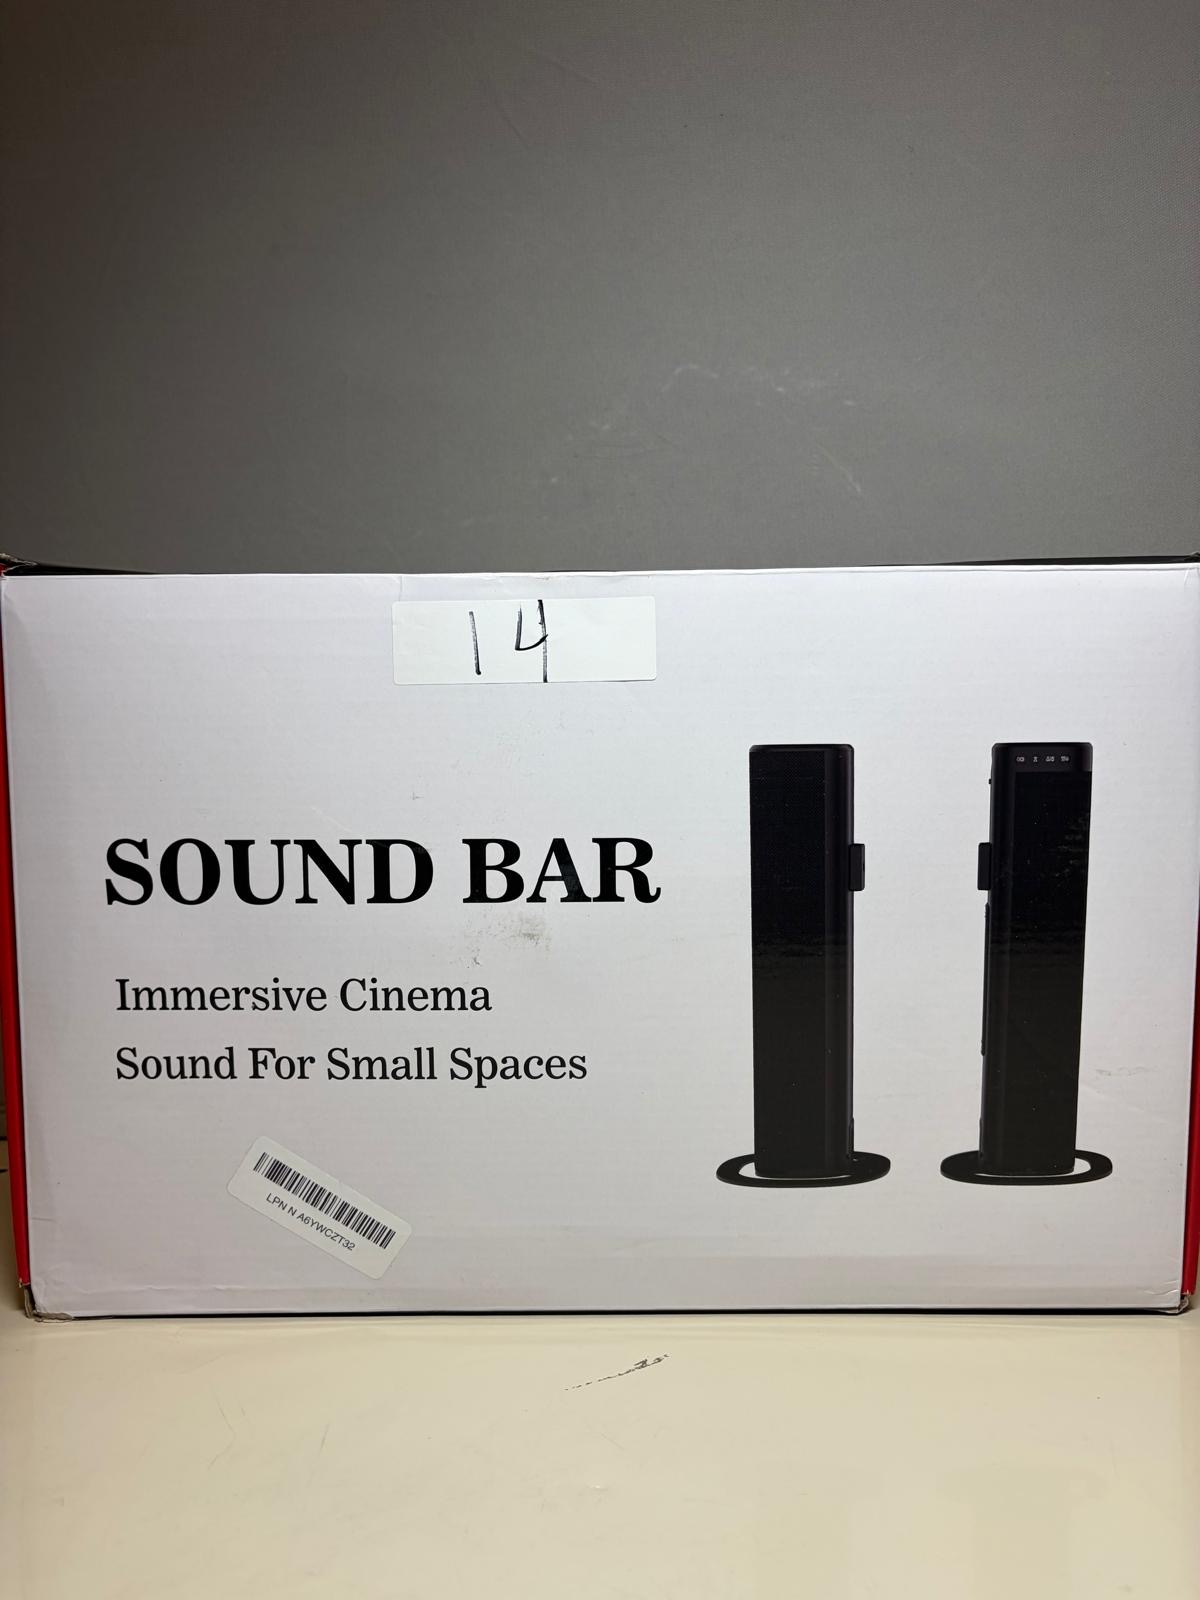 14
SOUND BAR
Immersive Cinema
Sound For Small Spaces
LPN N A6YWCZT32